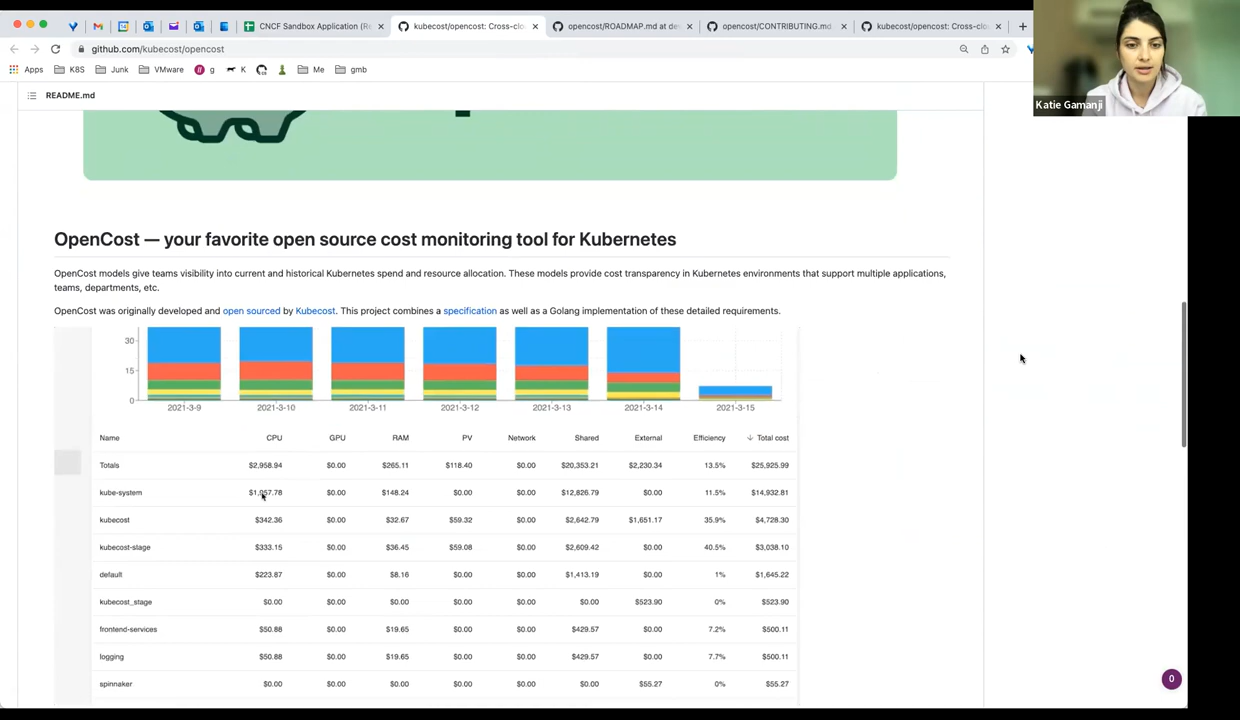 CNCF Sandbox Application (Re
kubecost/opencost: Cross-clo
opencost/ROADMAP.md at de
opencost/CONTRIBUTING.md
kubecost/opencost: Cross-clo
github.com/kubecost/opencost
Apps K8S Junk VMware g K Me gmb
Katie Gamanji
README.md
OpenCost — your favorite open source cost monitoring tool for Kubernetes
OpenCost models give teams visibility into current and historical Kubernetes spend and resource allocation. These models provide cost transparency in Kubernetes environments that support multiple applications,
teams, departments, etc.
OpenCost was originally developed and open sourced by Kubecost. This project combines a specification as well as a Golang implementation of these detailed requirements.
30
15
0
2021-3-9 2021-3-10 2021-3-11 2021-3-12 2021-3-13 2021-3-14 2021-3-15
Name CPU GPU RAM PV Network Shared External Efficiency Total cost
Totals $2,958.94 $0.00 $265.11 $118.40 $0.00 $20,353.21 $2,230.34 13.5% $25,925.99
kube-system $0.00 $148.24 $0.00 $0.00 $12,826.79 $0.00 11.5% $14,932.81
kubecost $342.36 $0.00 $32.67 $59.32 $0.00 $2,642.79 $1,651.17 35.9% $4,728.30
kubecost-stage $333.15 $0.00 $36.45 $59.08 $0.00 $2,609.42 $0.00 40.5% $3,038.10
default $223.87 $0.00 $8.16 $0.00 $0.00 $1,413.19 $0.00 1% $1,645.22
kubecost_stage $0.00 $0.00 $0.00 $0.00 $0.00 $0.00 $523.90 0% $523.90
frontend-services $50.88 $0.00 $19.65 $0.00 $0.00 $429.57 $0.00 7.2% $500.11
logging $50.88 $0.00 $19.65 $0.00 $0.00 $429.57 $0.00 7.7% $500.11
spinnaker $0.00 $0.00 $0.00 $0.00 $0.00 $0.00 $55.27 0% $55.27
0